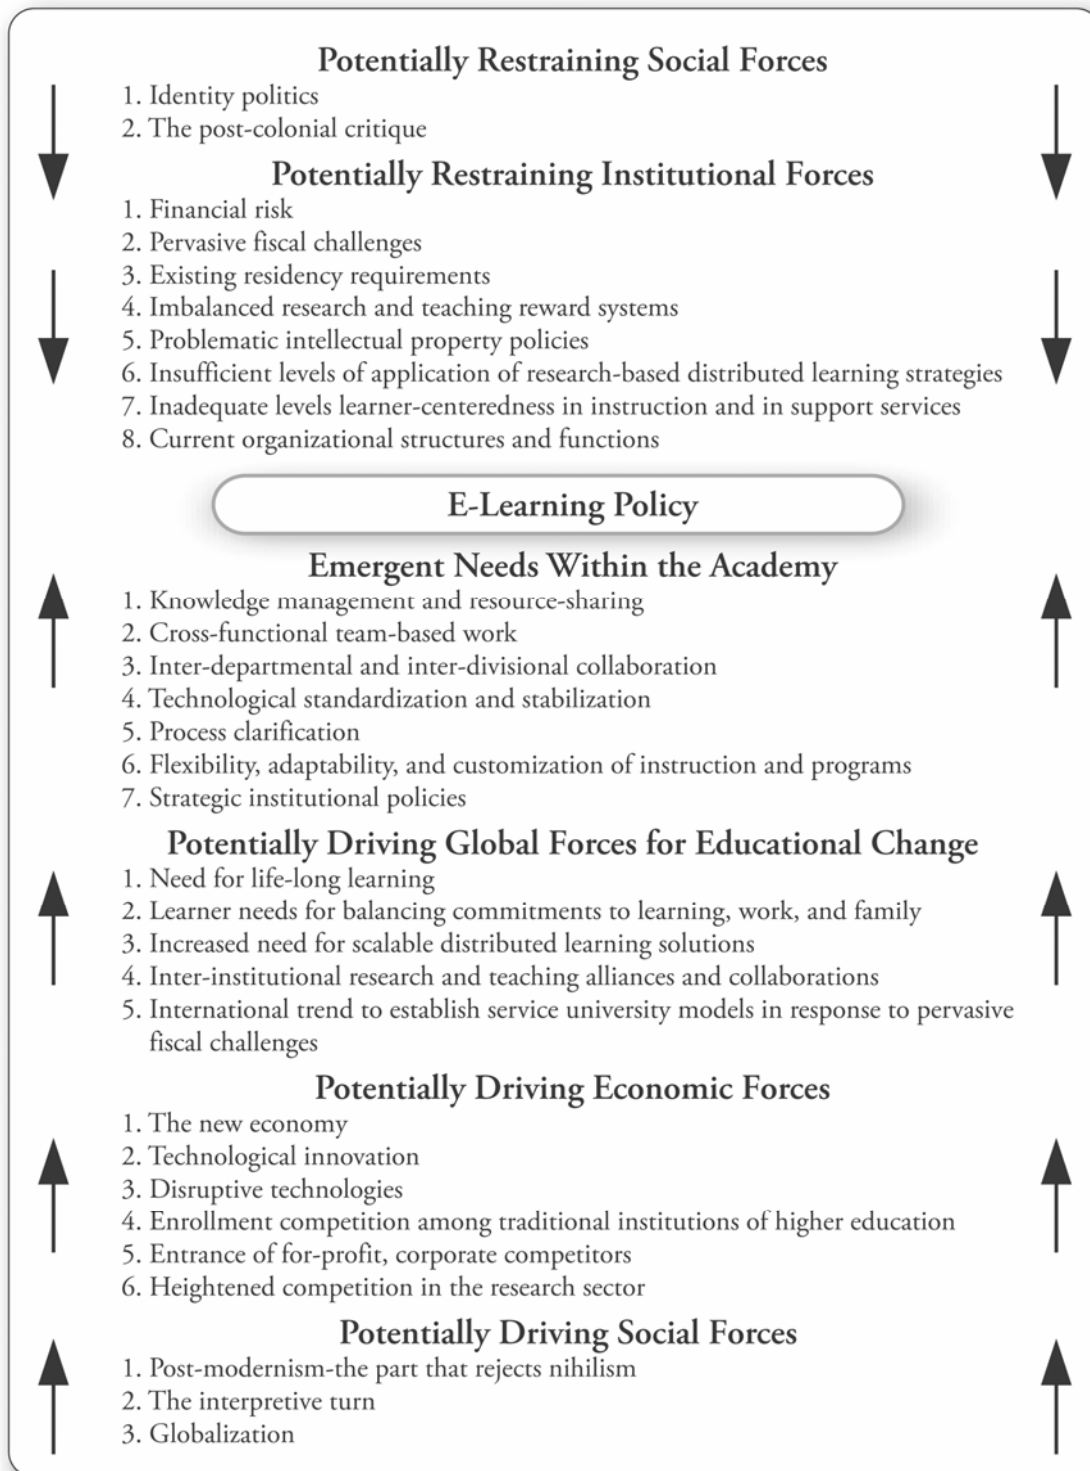 Potentially Restraining Social Forces
1. Identity politics
2. The post-colonial critique
Potentially Restraining Institutional Forces
1. Financial risk
2. Pervasive fiscal challenges
3. Existing residency requirements
4. Imbalanced research and teaching reward systems
5. Problematic intellectual property policies
6. Insufficient levels of application of research-based distributed learning strategies
7. Inadequate levels learner-centeredness in instruction and in support services
8. Current organizational structures and functions
E-Learning Policy
Emergent Needs Within the Academy
1. Knowledge management and resource-sharing
2. Cross-functional team-based work
3. Inter-departmental and inter-divisional collaboration
4. Technological standardization and stabilization
5. Process clarification
6. Flexibility, adaptability, and customization of instruction and programs
7. Strategic institutional policies
Potentially Driving Global Forces for Educational Change
1. Need for life-long learning
2. Learner needs for balancing commitments to learning, work, and family
3. Increased need for scalable distributed learning solutions
4. Inter-institutional research and teaching alliances and collaborations
5. International trend to establish service university models in response to pervasive
fiscal challenges
Potentially Driving Economic Forces
1. The new economy
2. Technological innovation
3. Disruptive technologies
4. Enrollment competition among traditional institutions of higher education
5. Entrance of for-profit, corporate competitors
6. Heightened competition in the research sector
Potentially Driving Social Forces
1. Post-modernism-the part that rejects nihilism
2. The interpretive turn
3. Globalization